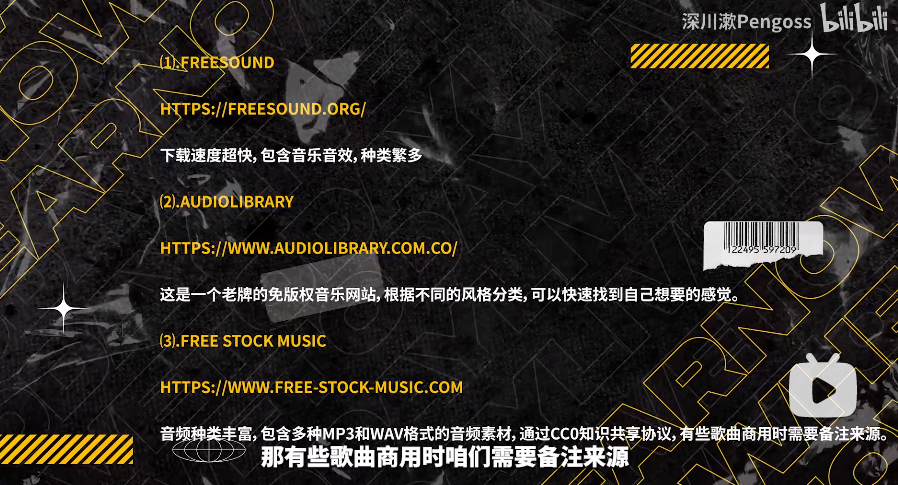 深川漱Pengoss bilibili
⑴.FREESOUND
HTTPS://FREESOUND.ORG/
下载速度超快, 包含音乐音效, 种类繁多
⑵.AUDIOLIBRARY
HTTPS://WWW.AUDIOLIBRARY.COM.CO/
122495 597209
这是一个老牌的免版权音乐网站, 根据不同的风格分类, 可以快速找到自己想要的感觉。
⑶.FREE STOCK MUSIC
HTTPS://WWW.FREE-STOCK-MUSIC.COM
音频种类丰富, 包含多种MP3和WAV格式的音频素材, 通过CC0知识共享协议, 有些歌曲商用时需要备注来源。
那有些歌曲商用时咱们需要备注来源